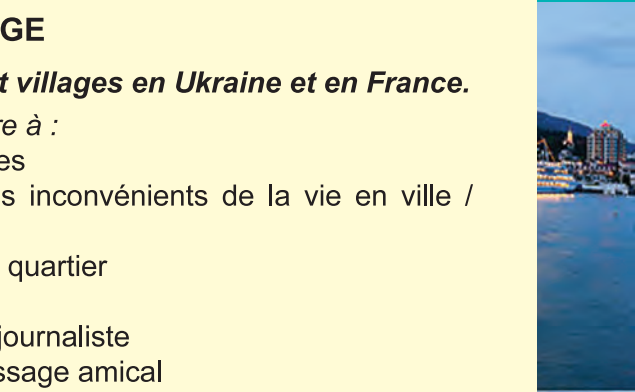 GE
t villages en Ukraine et en France.
re à :
es
s inconvénients de la vie en ville /
quartier
journaliste
ssage amical